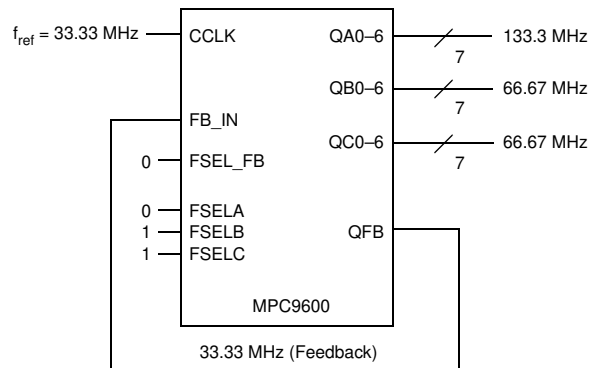 f_ref = 33.33 MHz CCLK QA0–6 133.3 MHz
7
QB0–6 66.67 MHz
7
FB_IN
QC0–6 66.67 MHz
7
0 FSEL_FB
0 FSELA
1 FSELB QFB
1 FSELC
MPC9600
33.33 MHz (Feedback)